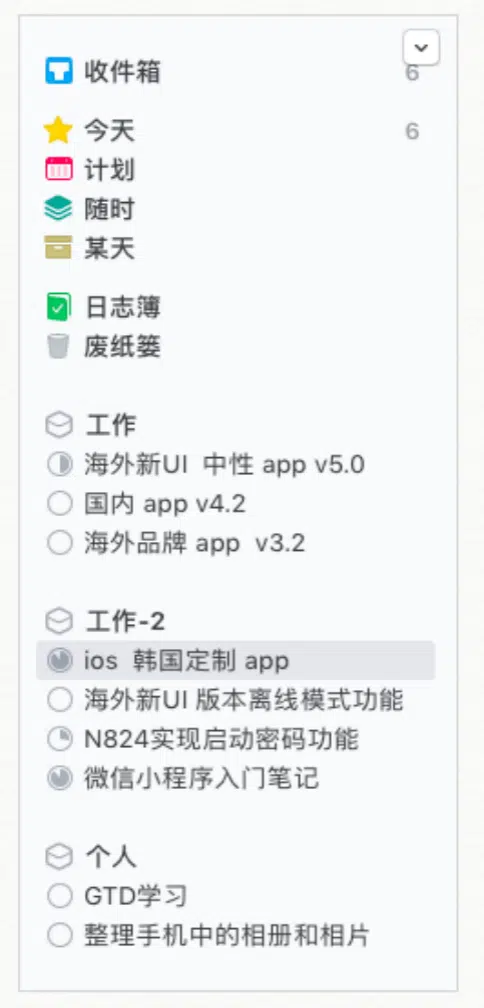 收件箱 6
今天 6
计划
随时
某天
日志簿
废纸篓
工作
海外新UI 中性 app v5.0
国内 app v4.2
海外品牌 app v3.2
工作-2
ios 韩国定制 app
海外新UI 版本离线模式功能
N824实现启动密码功能
微信小程序入门笔记
个人
GTD学习
整理手机中的相册和相片